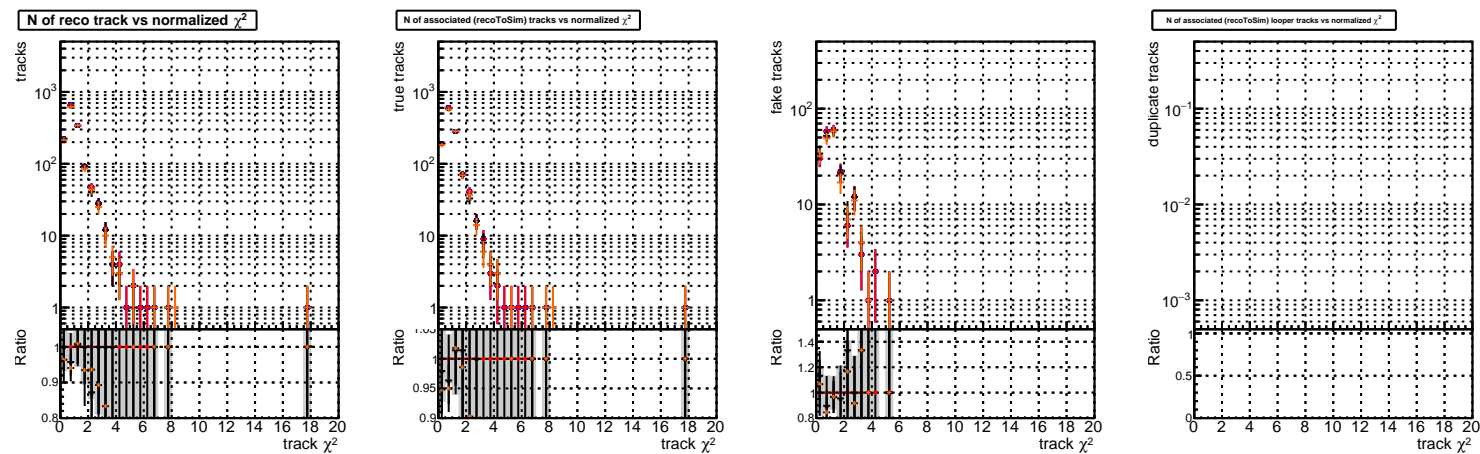 N of reco track vs normalized χ²
tracks
10³
10²
10
1
Ratio
1
0.9
0.8
0 2 4 6 8 10 12 14 16 18 20
track χ²
N of associated (recoToSim) tracks vs normalized χ²
true tracks
10³
10²
10
1
Ratio
1
0.95
0.9
0 2 4 6 8 10 12 14 16 18 20
track χ²
fake tracks
10²
10
1
Ratio
1.4
1.2
1
0.8
0 2 4 6 8 10 12 14 16 18 20
track χ²
N of associated (recoToSim) looper tracks vs normalized χ²
duplicate tracks
10⁻¹
10⁻²
10⁻³
Ratio
1
0.5
0
0 2 4 6 8 10 12 14 16 18 20
track χ²